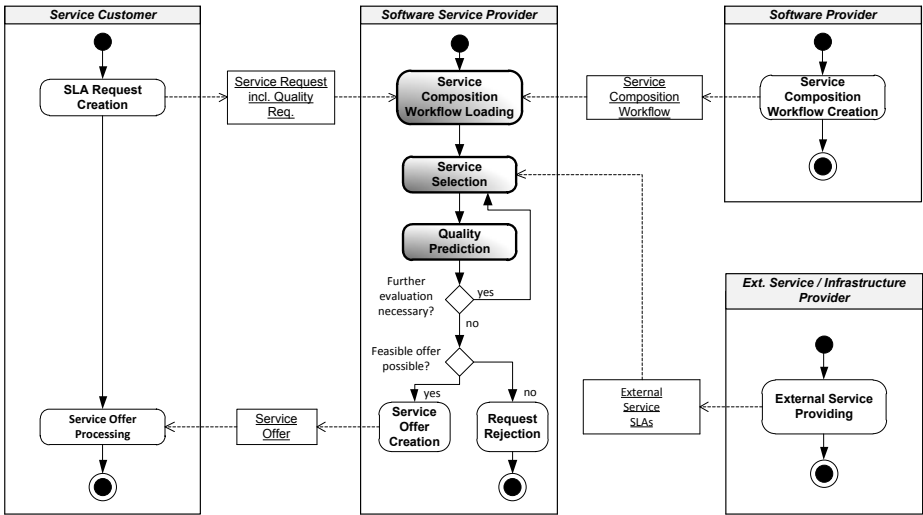 Service Customer
Software Service Provider
Software Provider
SLA Request
Creation
Service Request
incl. Quality
Req.
Service
Composition
Workflow Loading
Service
Composition
Workflow
Service
Composition
Workflow Creation
Service
Selection
Quality
Prediction
Further
evaluation
necessary?
yes
no
Ext. Service / Infrastructure
Provider
Feasible offer
possible?
yes
no
Service Offer
Processing
Service
Offer
Service
Offer
Creation
Request
Rejection
External
Service
SLAs
External Service
Providing